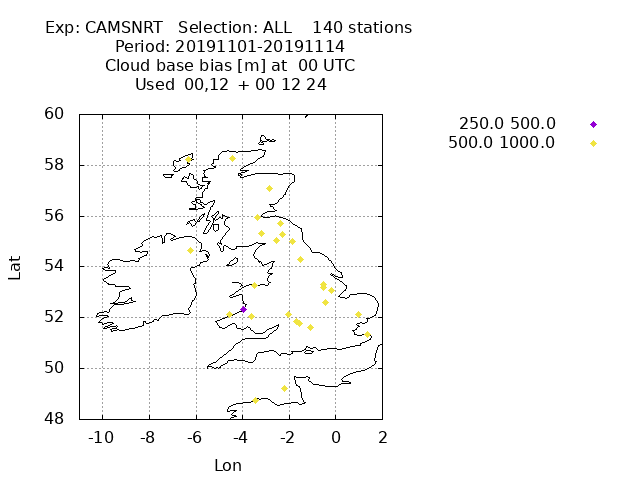 Exp: CAMSNRT   Selection: ALL    140 stations
Period: 20191101-20191114
Cloud base bias [m] at  00 UTC
Used  00,12  + 00 12 24
250.0 500.0
500.0 1000.0
60
58
56
54
52
50
48
Lat
-10 -8 -6 -4 -2 0 2
Lon